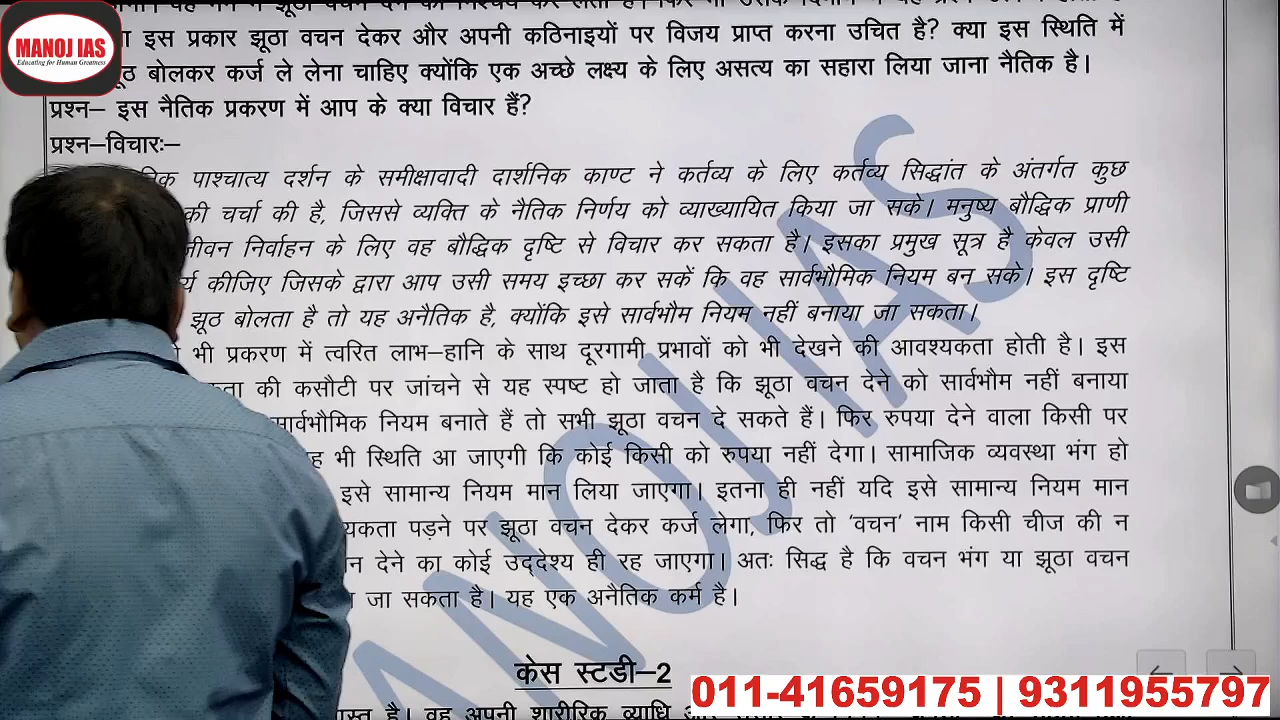 MANOJ IAS
Educating for Human Greatness
इस प्रकार झूठा वचन देकर और अपनी कठिनाइयों पर विजय प्राप्त करना उचित है? क्या इस स्थिति में
बोलकर कर्ज ले लेना चाहिए क्योंकि एक अच्छे लक्ष्य के लिए असत्य का सहारा लिया जाना नैतिक है।
प्रश्न– इस नैतिक प्रकरण में आप के क्या विचार हैं?
प्रश्न–विचारः–
पाश्चात्य दर्शन के समीक्षावादी दार्शनिक काण्ट ने कर्तव्य के लिए कर्तव्य सिद्धांत के अंतर्गत कुछ
की चर्चा की है, जिससे व्यक्ति के नैतिक निर्णय को व्याख्यायित किया जा सके। मनुष्य बौद्धिक प्राणी
जीवन निर्वाहन के लिए वह बौद्धिक दृष्टि से विचार कर सकता है। इसका प्रमुख सूत्र है केवल उसी
कीजिए जिसके द्वारा आप उसी समय इच्छा कर सकें कि वह सार्वभौमिक नियम बन सके। इस दृष्टि
झूठ बोलता है तो यह अनैतिक है, क्योंकि इसे सार्वभौम नियम नहीं बनाया जा सकता।
भी प्रकरण में त्वरित लाभ–हानि के साथ दूरगामी प्रभावों को भी देखने की आवश्यकता होती है। इस
की कसौटी पर जांचने से यह स्पष्ट हो जाता है कि झूठा वचन देने को सार्वभौम नहीं बनाया
सार्वभौमिक नियम बनाते हैं तो सभी झूठा वचन दे सकते हैं। फिर रुपया देने वाला किसी पर
भी स्थिति आ जाएगी कि कोई किसी को रुपया नहीं देगा। सामाजिक व्यवस्था भंग हो
इसे सामान्य नियम मान लिया जाएगा। इतना ही नहीं यदि इसे सामान्य नियम मान
पड़ने पर झूठा वचन देकर कर्ज लेगा, फिर तो ‘वचन’ नाम किसी चीज की न
देने का कोई उद्देश्य ही रह जाएगा। अतः सिद्ध है कि वचन भंग या झूठा वचन
जा सकता है। यह एक अनैतिक कर्म है।
केस स्टडी–2
है। वह अपनी शारीरिक व्याधि
011-41659175 | 9311955797
ANOJ IAS